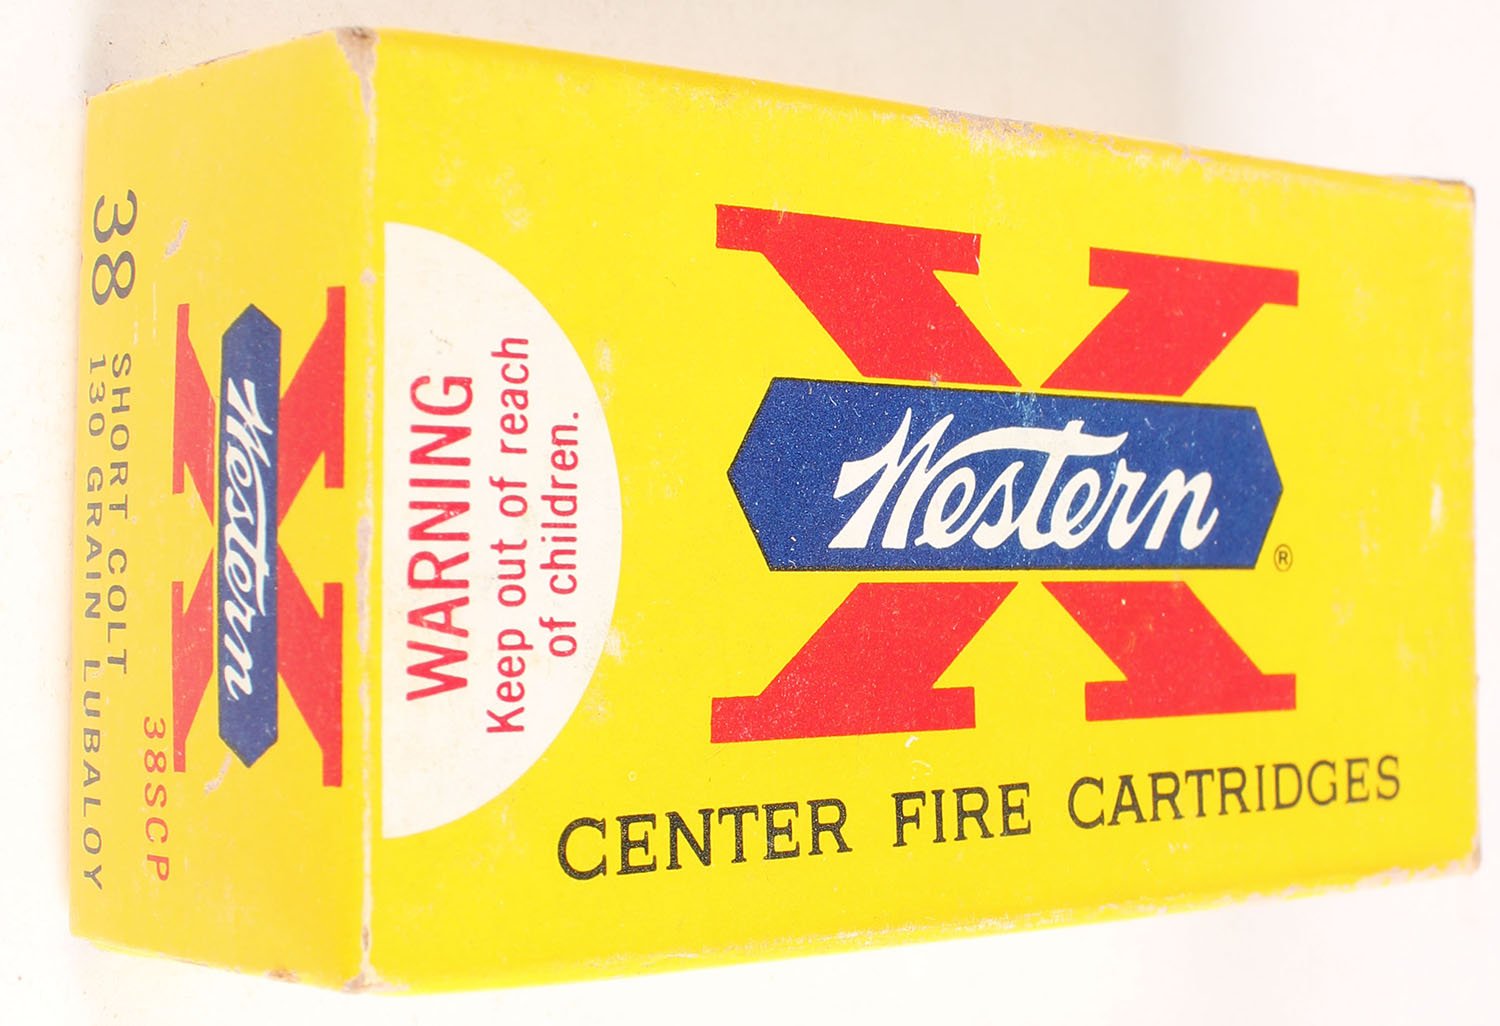 Western
®
CENTER FIRE CARTRIDGES
WARNING
Keep out of reach
of children.
Western
38SCP
38 SHORT COLT
130 GRAIN LUBALOY